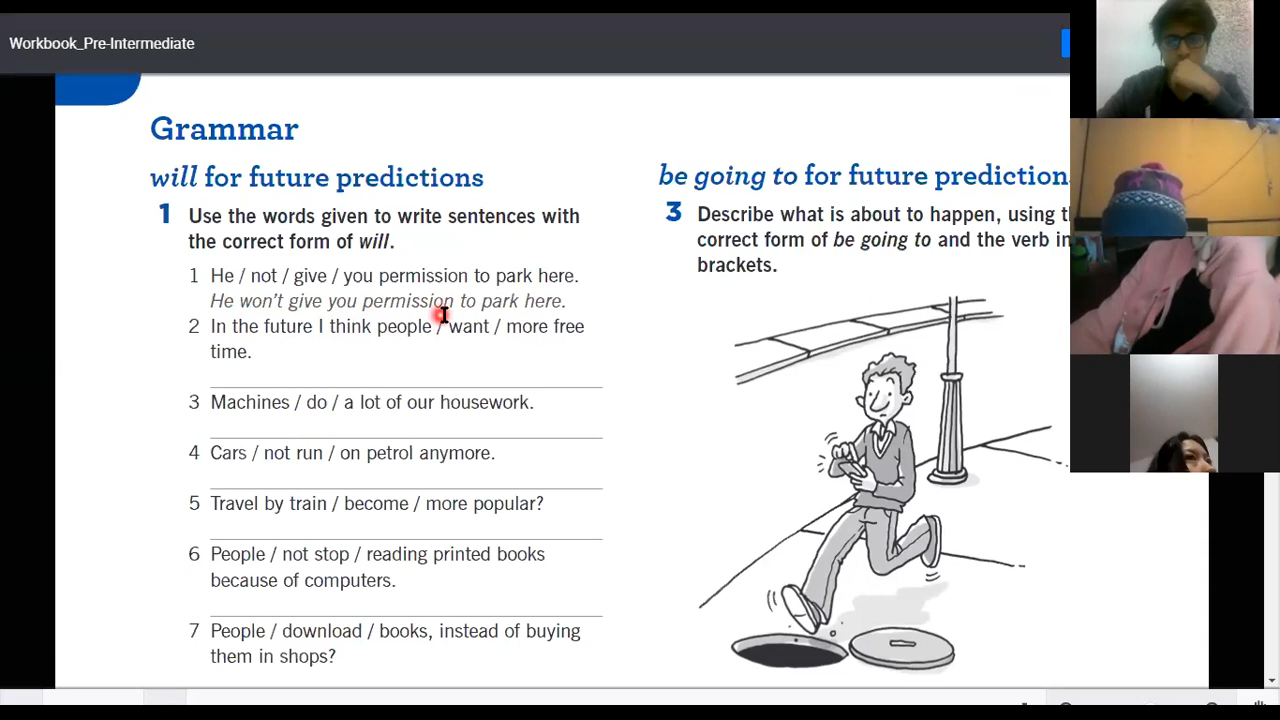 Workbook_Pre-Intermediate
Grammar
will for future predictions
1 Use the words given to write sentences with
the correct form of will.
1 He / not / give / you permission to park here.
He won't give you permission to park here.
2 In the future I think people / want / more free
time.
3 Machines / do / a lot of our housework.
4 Cars / not run / on petrol anymore.
5 Travel by train / become / more popular?
6 People / not stop / reading printed books
because of computers.
7 People / download / books, instead of buying
them in shops?
be going to for future
3 Describe what is about to happen, using
correct form of be going to and the verb
brackets.